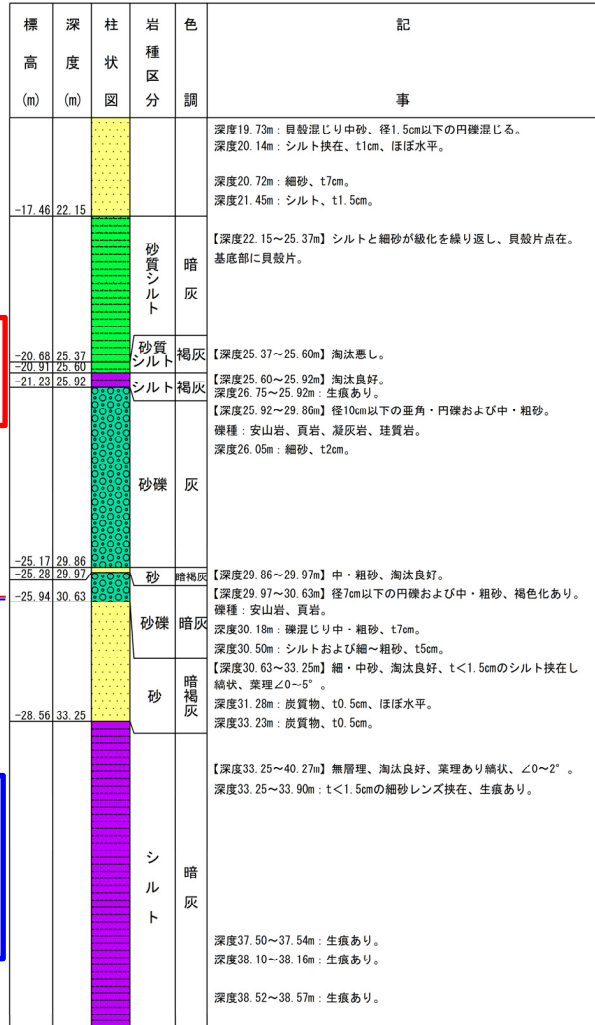 標高(m)
深度(m)
柱状図
岩種区分
色調
記事
深度19.73m：貝殻混じり中砂、径1.5cm以下の円礫混じる。
深度20.14m：シルト挟在、t1cm、ほぼ水平。
深度20.72m：細砂、t7cm。
深度21.45m：シルト、t1.5cm。
-17.46 22.15
【深度22.15～25.37m】シルトと細砂が級化を繰り返し、貝殻片点在。
基底部に貝殻片。
砂質シルト
暗灰
-20.68 25.37
砂質シルト
褐灰
【深度25.37～25.60m】淘汰悪し。
-20.91 25.60
-21.23 25.92
シルト
褐灰
【深度25.60～25.92m】淘汰良好。
深度26.75～25.92m：生痕あり。
【深度25.92～29.86m】径10cm以下の亜角・円礫および中・粗砂。
礫種：安山岩、頁岩、凝灰岩、珪質岩。
深度26.05m：細砂、t2cm。
砂礫
灰
-25.17 29.86
-25.28 29.97
砂
暗褐灰
【深度29.86～29.97m】中・粗砂、淘汰良好。
-25.94 30.63
【深度29.97～30.63m】径7cm以下の円礫および中・粗砂、褐色化あり。
礫種：安山岩、頁岩。
砂礫
暗灰
深度30.18m：礫混じり中・粗砂、t7cm。
深度30.50m：シルトおよび細～粗砂、t5cm。
【深度30.63～33.25m】細・中砂、淘汰良好、t<1.5cmのシルト挟在し
縞状、葉理∠0～5°。
砂
暗褐灰
深度31.28m：炭質物、t0.5cm、ほぼ水平。
深度33.23m：炭質物、t0.5cm。
-28.56 33.25
【深度33.25～40.27m】無層理、淘汰良好、葉理あり縞状、∠0～2°。
深度33.25～33.90m：t<1.5cmの細砂レンズ挟在、生痕あり。
シルト
暗灰
深度37.50～37.54m：生痕あり。
深度38.10～38.16m：生痕あり。
深度38.52～38.57m：生痕あり。